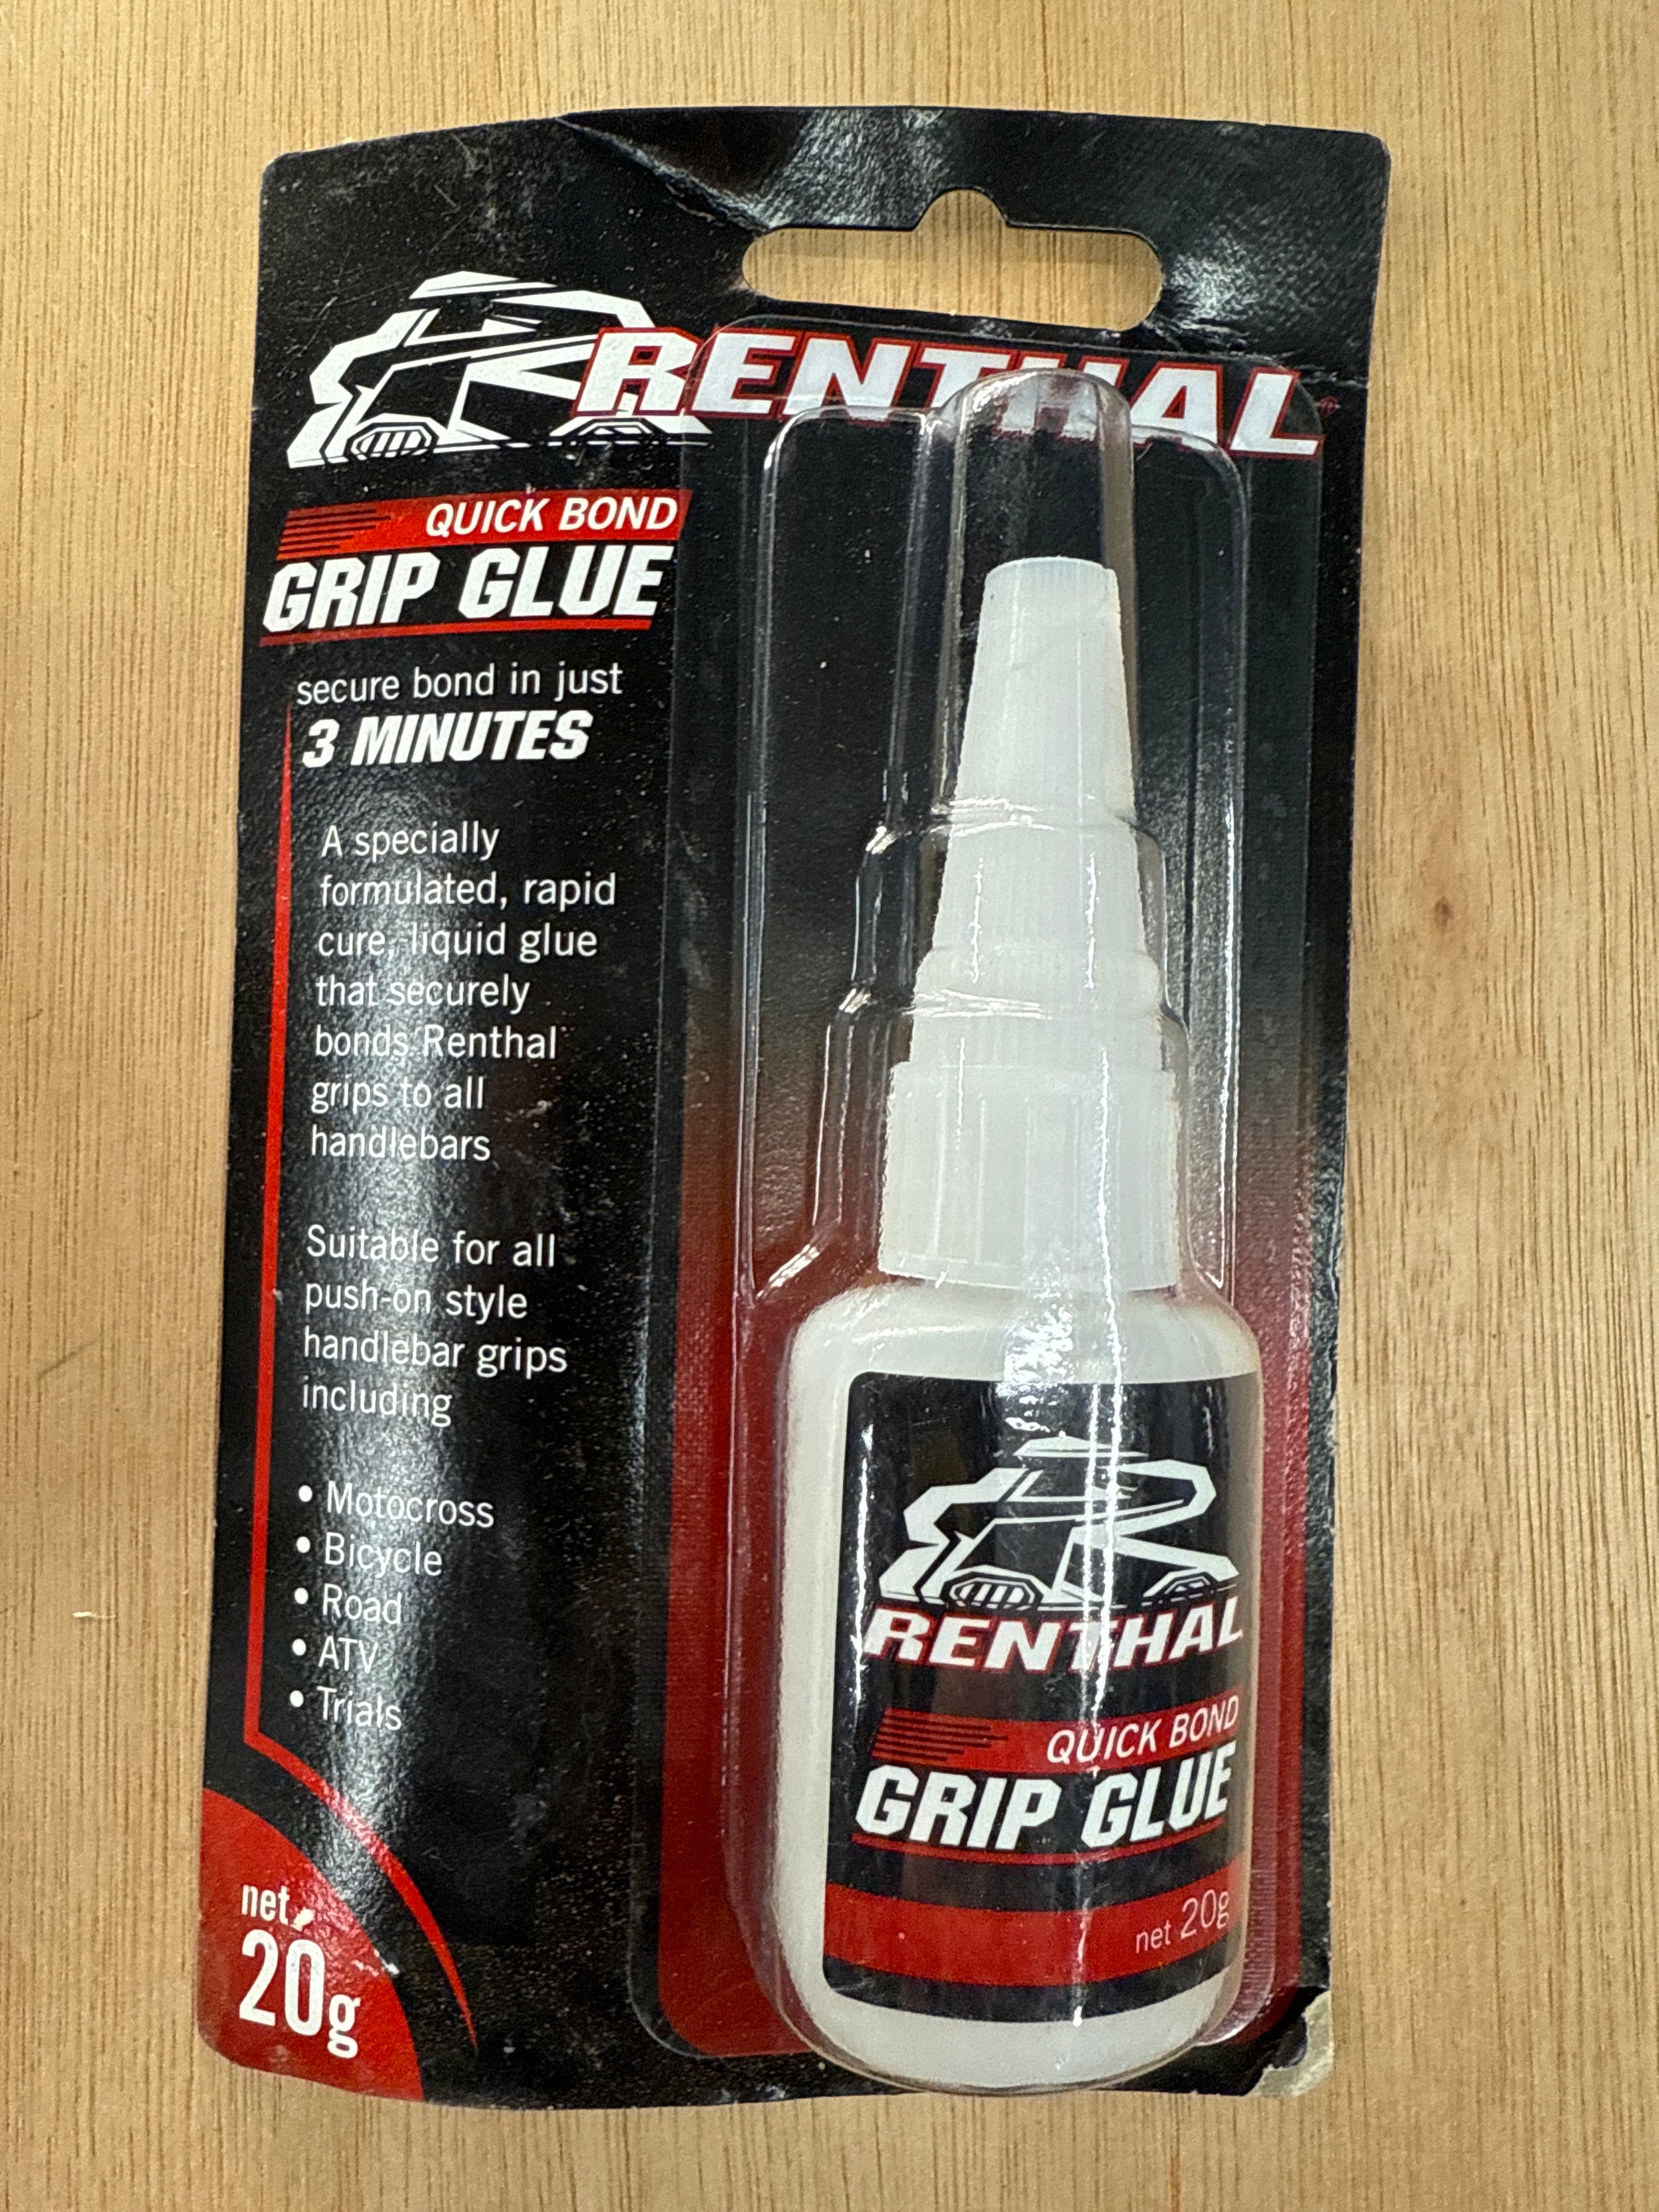 RENTHAL
QUICK BOND
GRIP GLUE
secure bond in just
3 MINUTES
A specially
formulated, rapid
cure, liquid glue
that securely
bonds Renthal
grips to all
handlebars
Suitable for all
push-on style
handlebar grips
including
• Motocross
• Bicycle
• Road
• ATV
• Trials
net
20g
RENTHAL
QUICK BOND
GRIP GLUE
net 20g